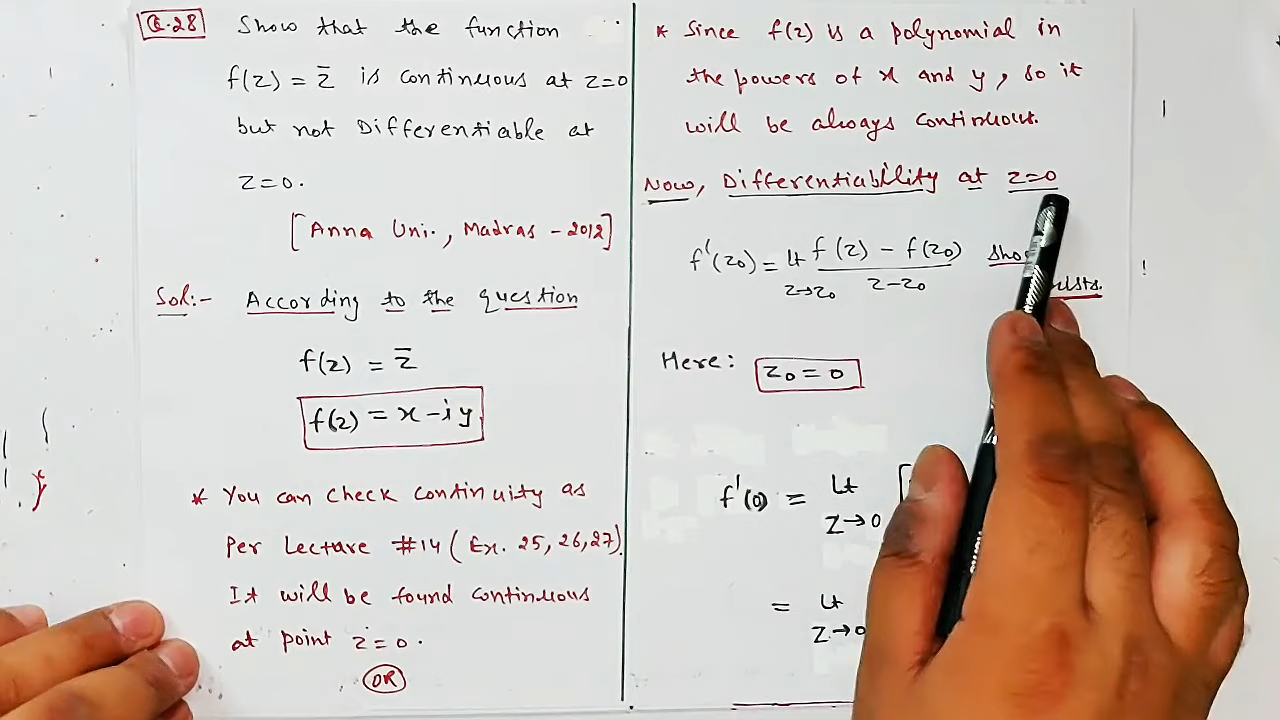 Q.28 Show that the function
f(z) = z̄ is continuous at z=0
but not Differentiable at
z=0.
[Anna Uni., Madras - 2012]
Sol:- According to the question
f(z) = z̄
f(z) = x - iy
* You can check continuity as
Per Lecture #14 (Ex. 25, 26, 27)
It will be found continuous
at point z=0.
OR
* Since f(z) is a polynomial in
the powers of x and y, so it
will be always continuous.
Now, Differentiability at z=0
f'(z₀) = Lt z→z₀ f(z) - f(z₀) / z - z₀
Here: z₀ = 0
f'(0) = Lt z→0 [
= Lt z→0